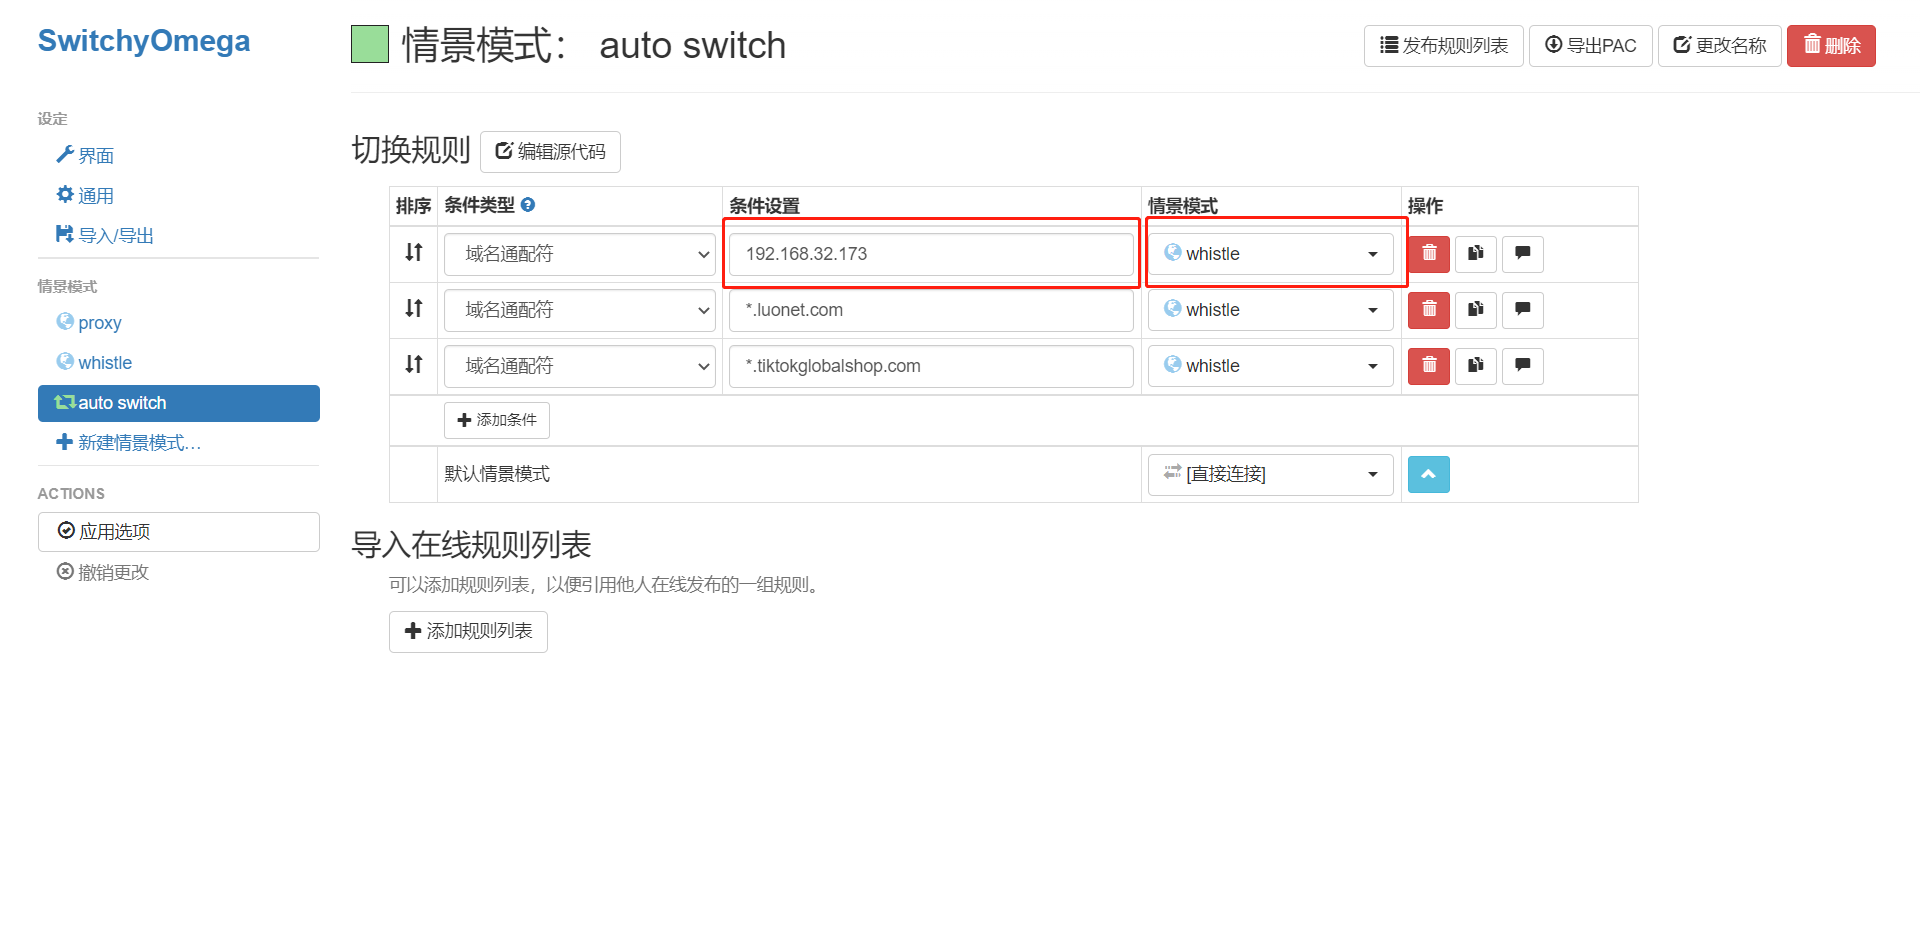 SwitchyOmega
设定
界面
通用
导入/导出
情景模式
proxy
whistle
auto switch
新建情景模式…
ACTIONS
应用选项
撤销更改
情景模式： auto switch
发布规则列表 导出PAC 更改名称 删除
切换规则 编辑源代码
排序 条件类型 条件设置 情景模式 操作
域名通配符 192.168.32.173 whistle
域名通配符 *.luonet.com whistle
域名通配符 *.tiktokglobalshop.com whistle
添加条件
默认情景模式 [直接连接]
导入在线规则列表
可以添加规则列表，以便引用他人在线发布的一组规则。
添加规则列表